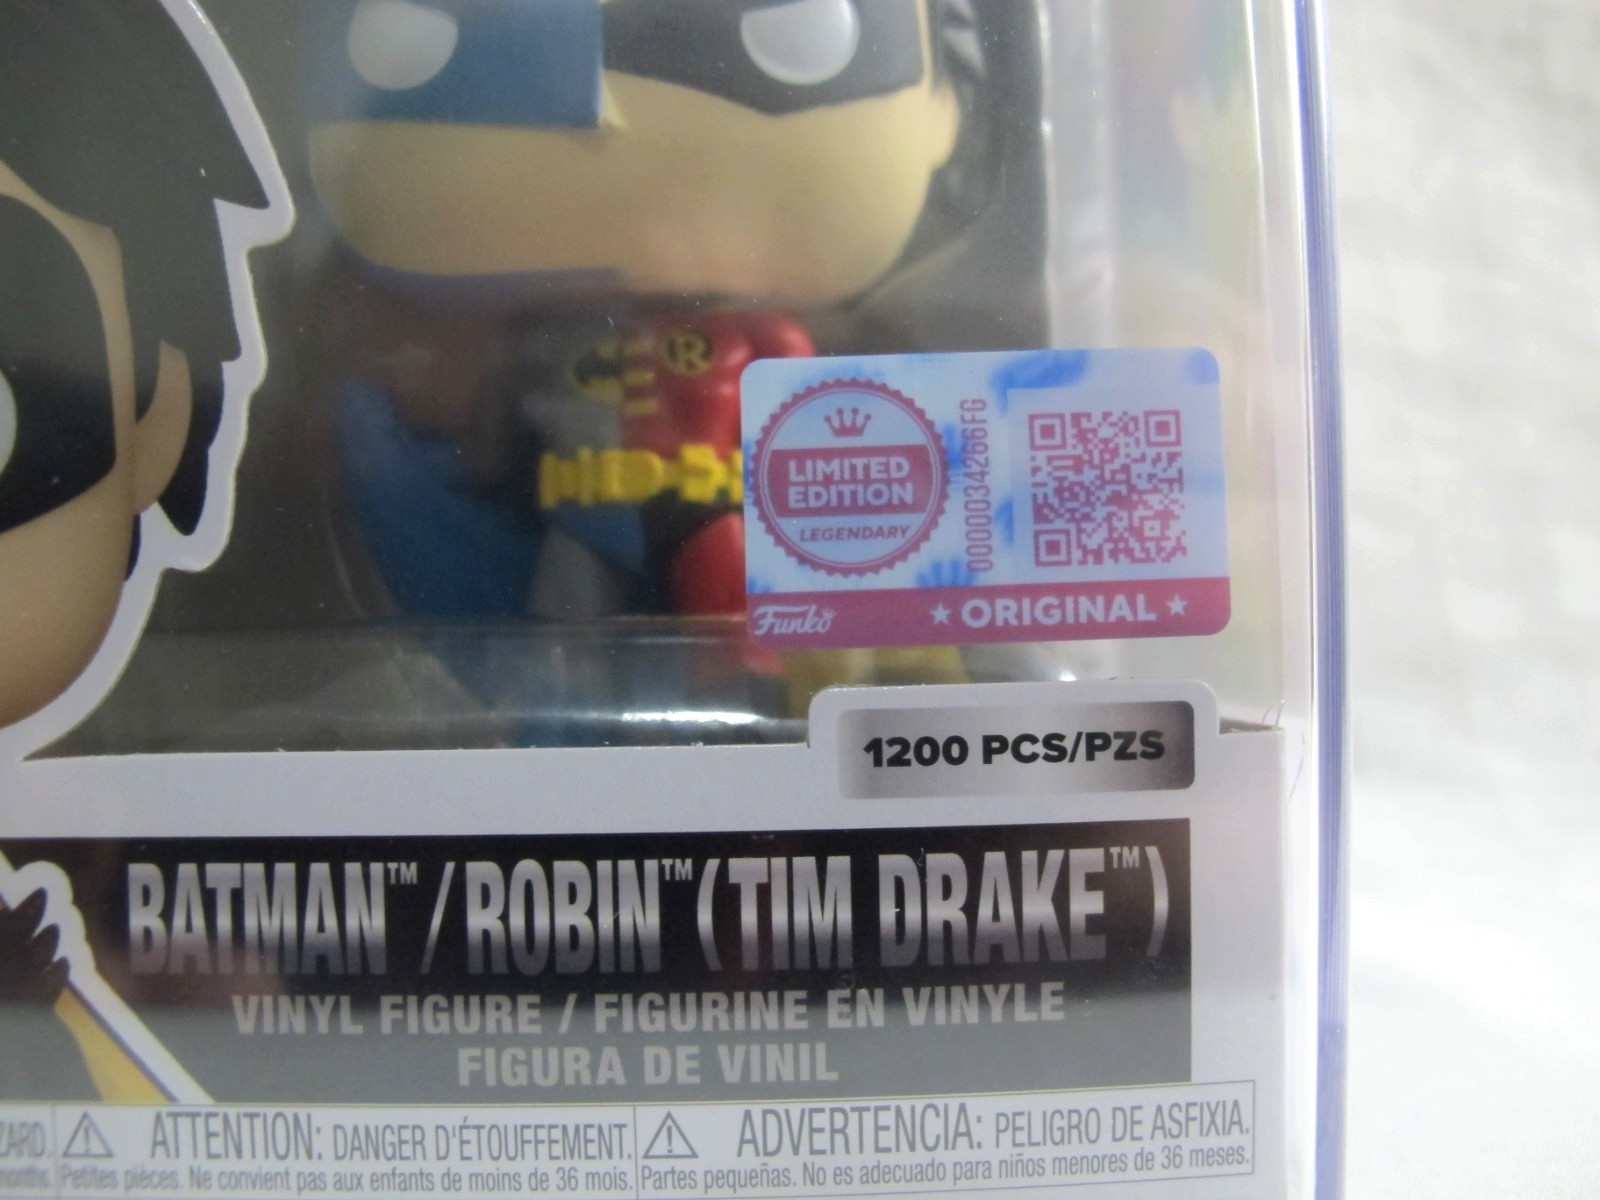 R
LIMITED
EDITION
LEGENDARY
0000034266FG
Funko
★ ORIGINAL ★
1200 PCS/PZS
BATMAN™/ROBIN™(TIM DRAKE™)
VINYL FIGURE / FIGURINE EN VINYLE
FIGURA DE VINIL
ATTENTION: DANGER D'ÉTOUFFEMENT.
Petites pièces. Ne convient pas aux enfants de moins de 36 mois.
ADVERTENCIA: PELIGRO DE ASFIXIA.
Partes pequeñas. No es adecuado para niños menores de 36 meses.